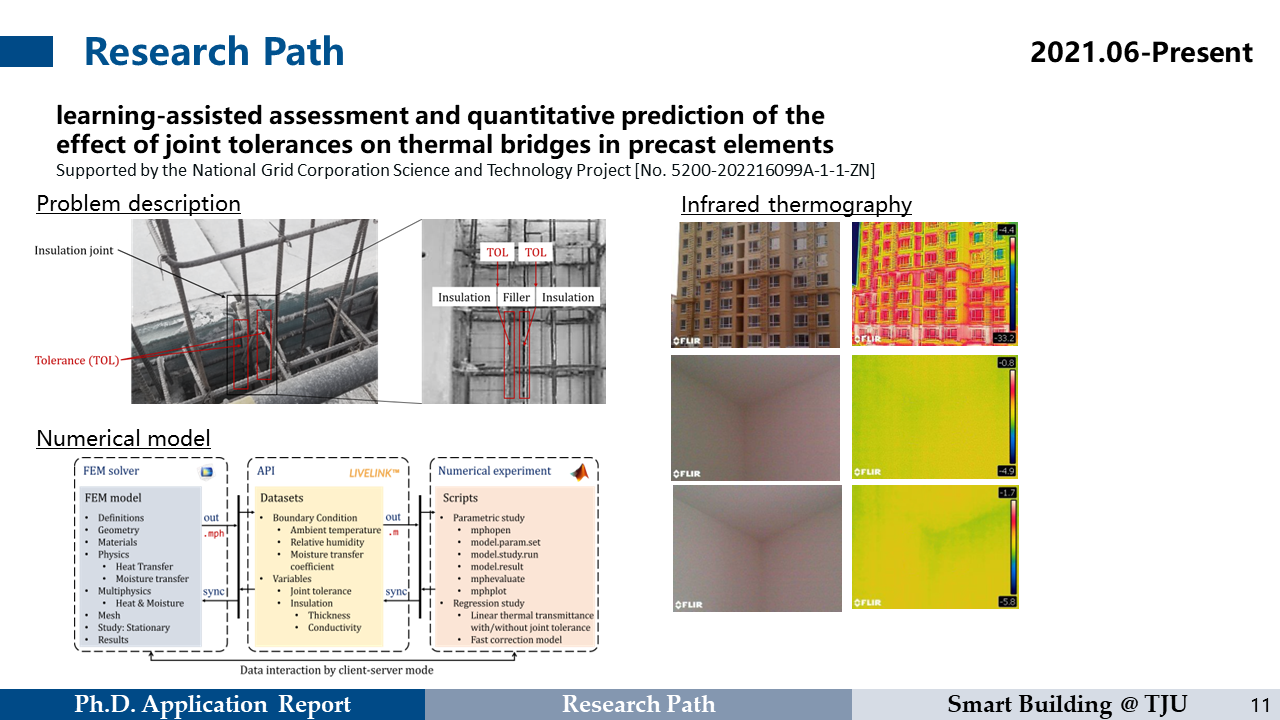 Research Path
2021.06-Present
learning-assisted assessment and quantitative prediction of the
effect of joint tolerances on thermal bridges in precast elements
Supported by the National Grid Corporation Science and Technology Project [No. 5200-202216099A-1-1-ZN]
Problem description
Insulation joint
Tolerance (TOL)
TOL TOL
Insulation Filler Insulation
Infrared thermography
FLIR
-4.4
-33.2
FLIR
FLIR
-0.8
-4.9
FLIR
FLIR
-1.7
-5.8
FLIR
Numerical model
FEM solver
FEM model
• Definitions
• Geometry
• Materials
• Physics
• Heat Transfer
• Moisture transfer
• Multiphysics
• Heat & Moisture
• Mesh
• Study: Stationary
• Results
out
.mph
sync
API
LIVELINK™
Datasets
• Boundary Condition
• Ambient temperature
• Relative humidity
• Moisture transfer
coefficient
• Variables
• Joint tolerance
• Insulation
• Thickness
• Conductivity
out
.m
sync
Numerical experiment
Scripts
• Parametric study
• mphopen
• model.param.set
• model.study.run
• model.result
• mphevaluate
• mphplot
• Regression study
• Linear thermal transmittance
with/without joint tolerance
• Fast correction model
Data interaction by client-server mode
Ph.D. Application Report
Research Path
Smart Building @ TJU
11